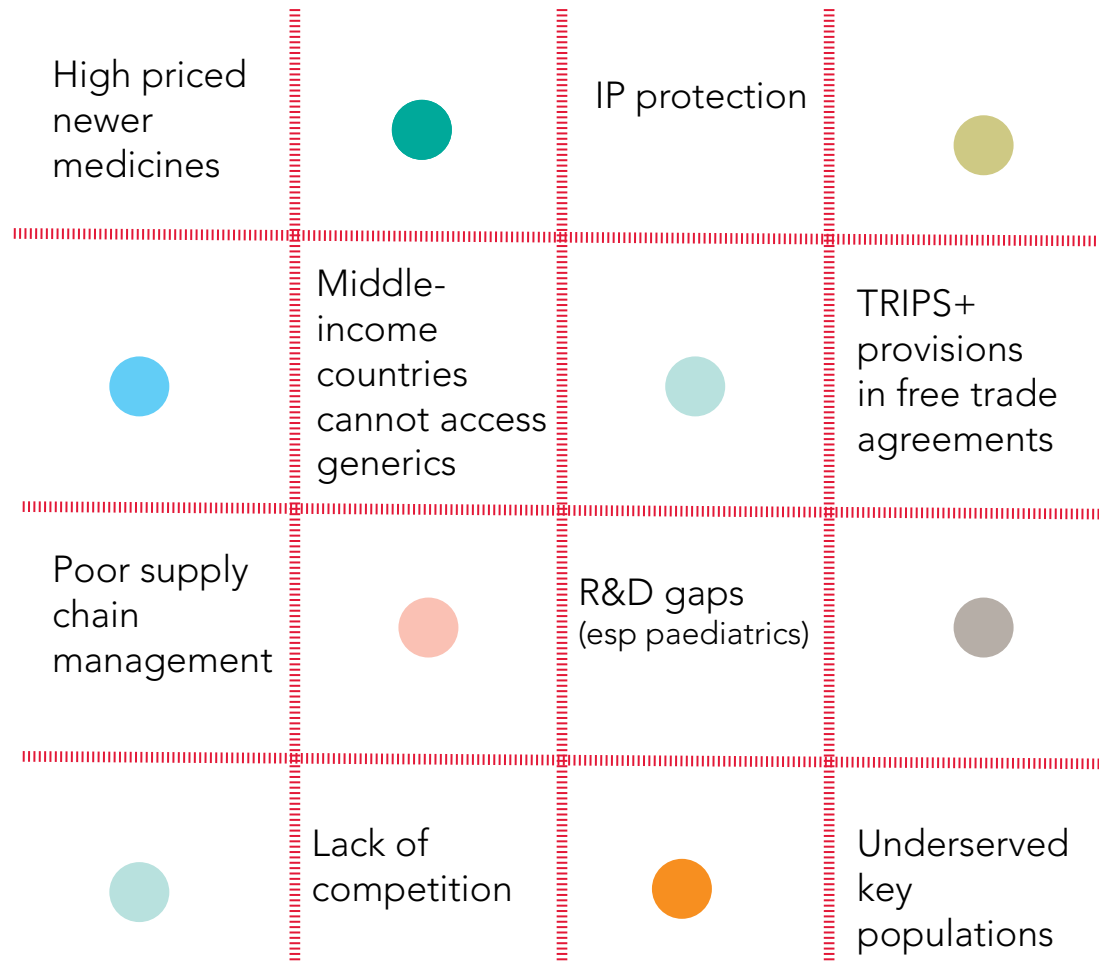 High priced
newer
medicines
IP protection
Middle-
income
countries
cannot access
generics
TRIPS+
provisions
in free trade
agreements
Poor supply
chain
management
R&D gaps
(esp paediatrics)
Lack of
competition
Underserved
key
populations